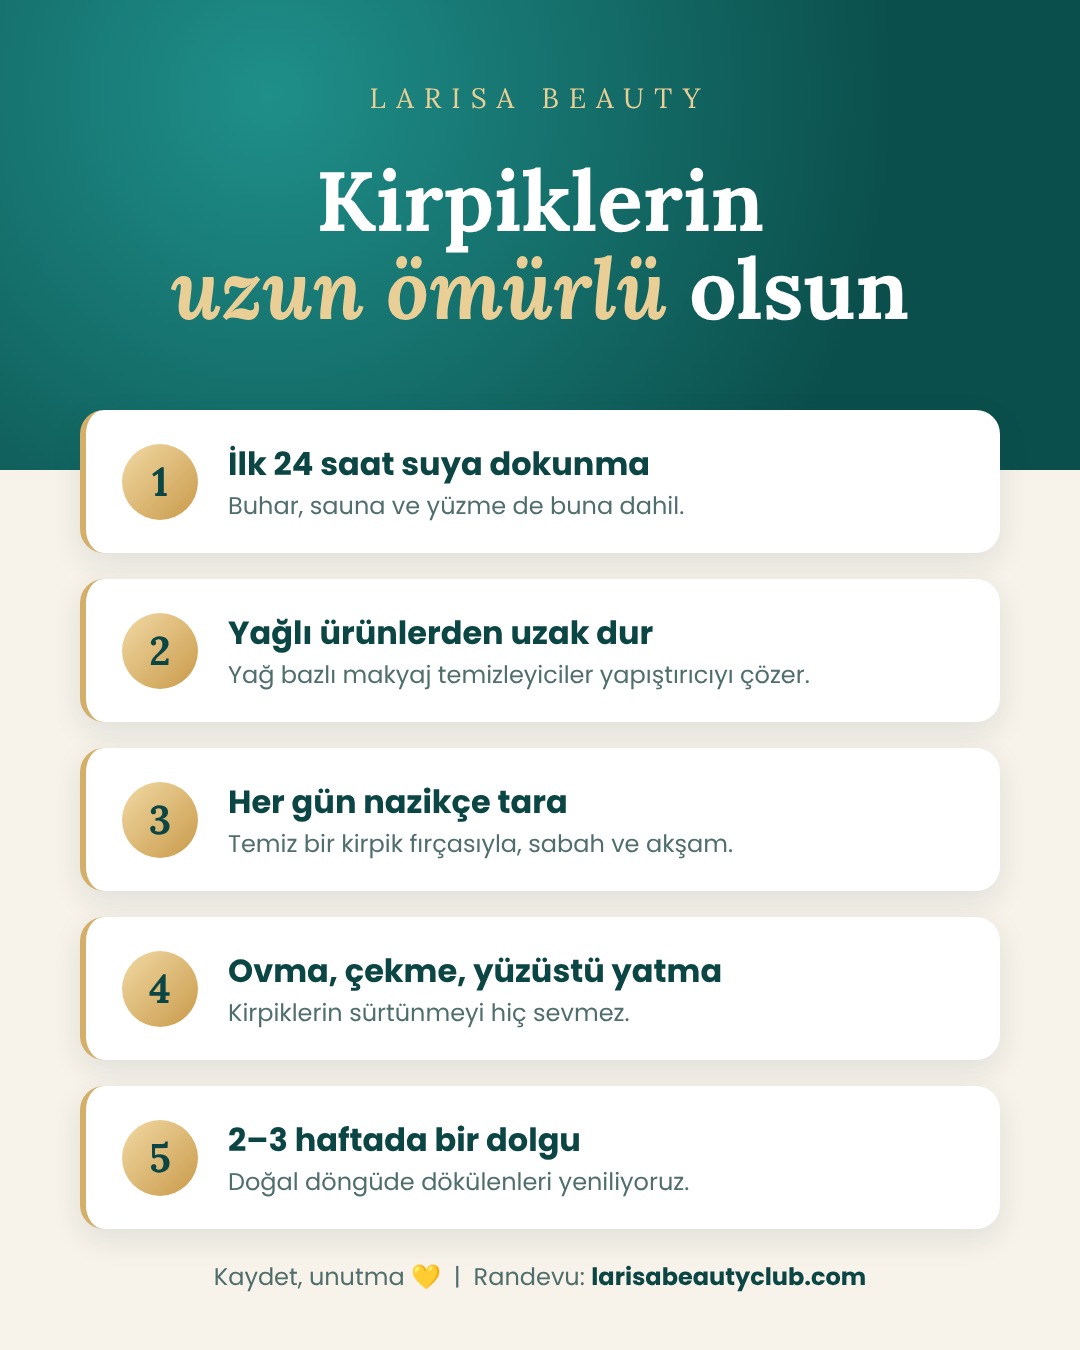 LARISA BEAUTY
Kirpiklerin
uzun ömürlü olsun
1
İlk 24 saat suya dokunma
Buhar, sauna ve yüzme de buna dahil.
2
Yağlı ürünlerden uzak dur
Yağ bazlı makyaj temizleyiciler yapıştırıcıyı çözer.
3
Her gün nazikçe tara
Temiz bir kirpik fırçasıyla, sabah ve akşam.
4
Ovma, çekme, yüzüstü yatma
Kirpiklerin sürtünmeyi hiç sevmez.
5
2–3 haftada bir dolgu
Doğal döngüde dökülenleri yeniliyoruz.
Kaydet, unutma 💛 | Randevu: larisabeautyclub.com